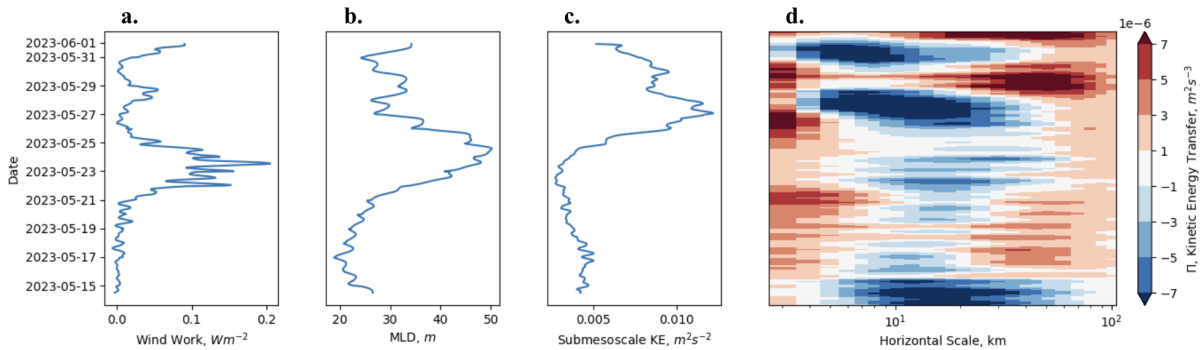 a.
b.
c.
d.
Date
2023-06-01
2023-05-31
2023-05-29
2023-05-27
2023-05-25
2023-05-23
2023-05-21
2023-05-19
2023-05-17
2023-05-15
0.0 0.1 0.2
Wind Work, Wm⁻²
20 30 40 50
MLD, m
0.005 0.010
Submesoscale KE, m²s⁻²
10¹ 10²
Horizontal Scale, km
1e−6
7
5
3
1
−1
−3
−5
−7
Π, Kinetic Energy Transfer, m²s⁻³